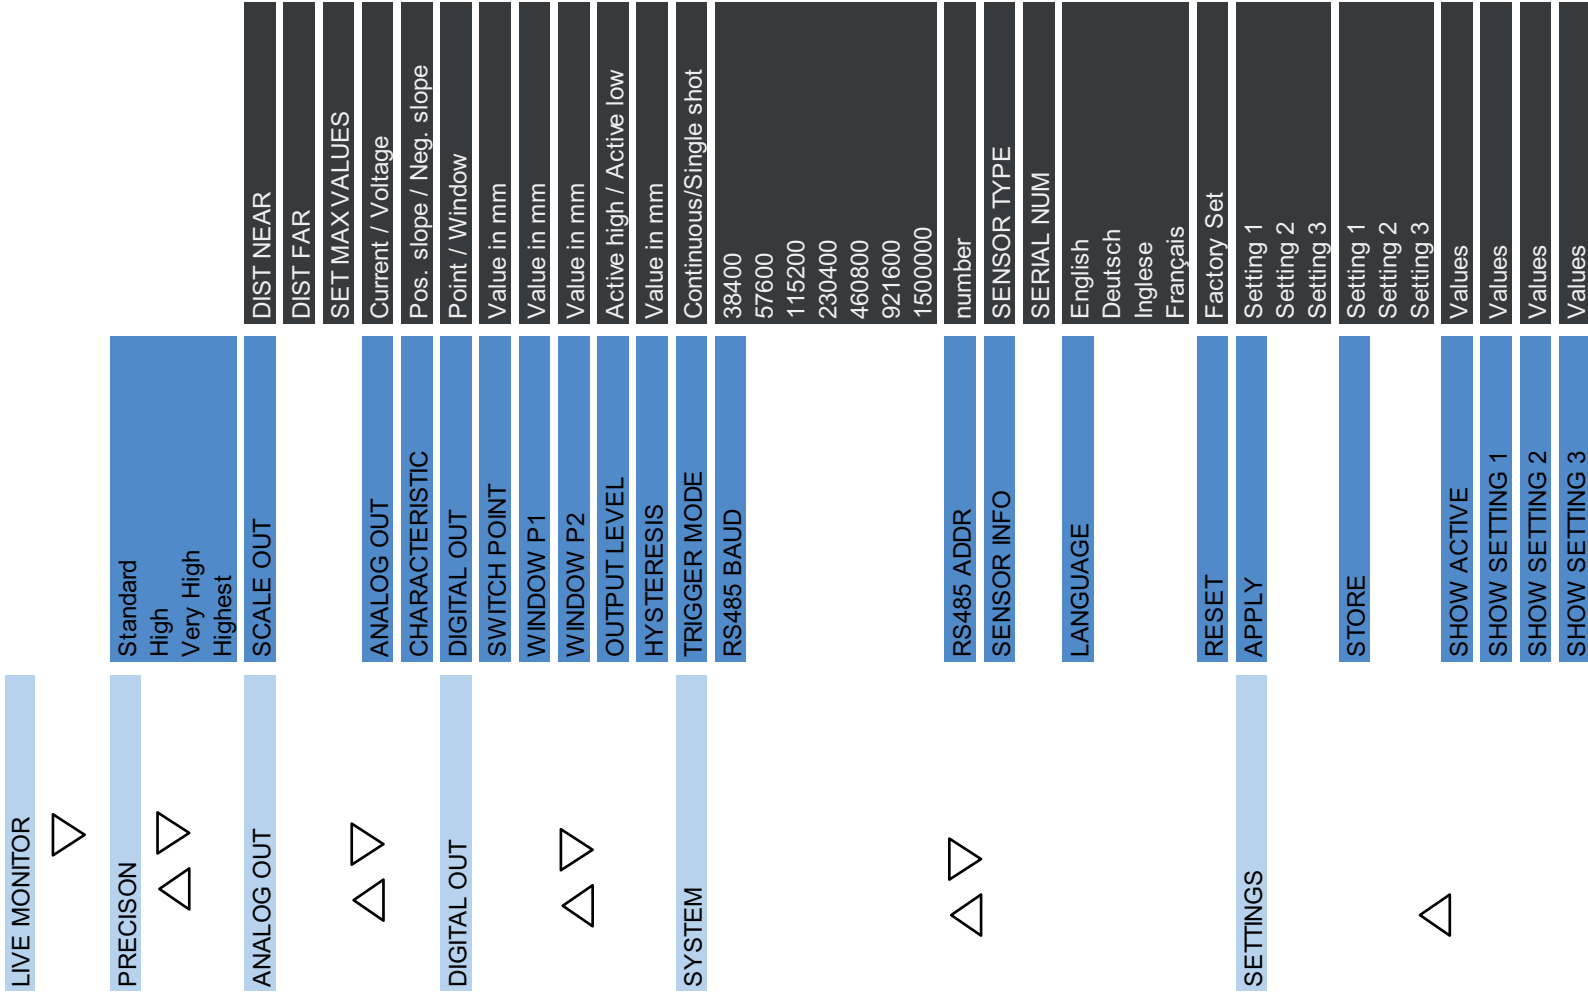 LIVE MONITOR
PRECISON
Standard
High
Very High
Highest
ANALOG OUT
SCALE OUT
DIST NEAR
DIST FAR
SET MAX VALUES
ANALOG OUT
Current / Voltage
CHARACTERISTIC
Pos. slope / Neg. slope
DIGITAL OUT
DIGITAL OUT
Point / Window
SWITCH POINT
Value in mm
WINDOW P1
Value in mm
WINDOW P2
Value in mm
OUTPUT LEVEL
Active high / Active low
HYSTERESIS
Value in mm
SYSTEM
TRIGGER MODE
Continuous/Single shot
RS485 BAUD
38400
57600
115200
230400
460800
921600
1500000
RS485 ADDR
number
SENSOR INFO
SENSOR TYPE
SERIAL NUM
LANGUAGE
English
Deutsch
Inglese
Français
RESET
Factory Set
SETTINGS
APPLY
Setting 1
Setting 2
Setting 3
STORE
Setting 1
Setting 2
Setting 3
SHOW ACTIVE
Values
SHOW SETTING 1
Values
SHOW SETTING 2
Values
SHOW SETTING 3
Values